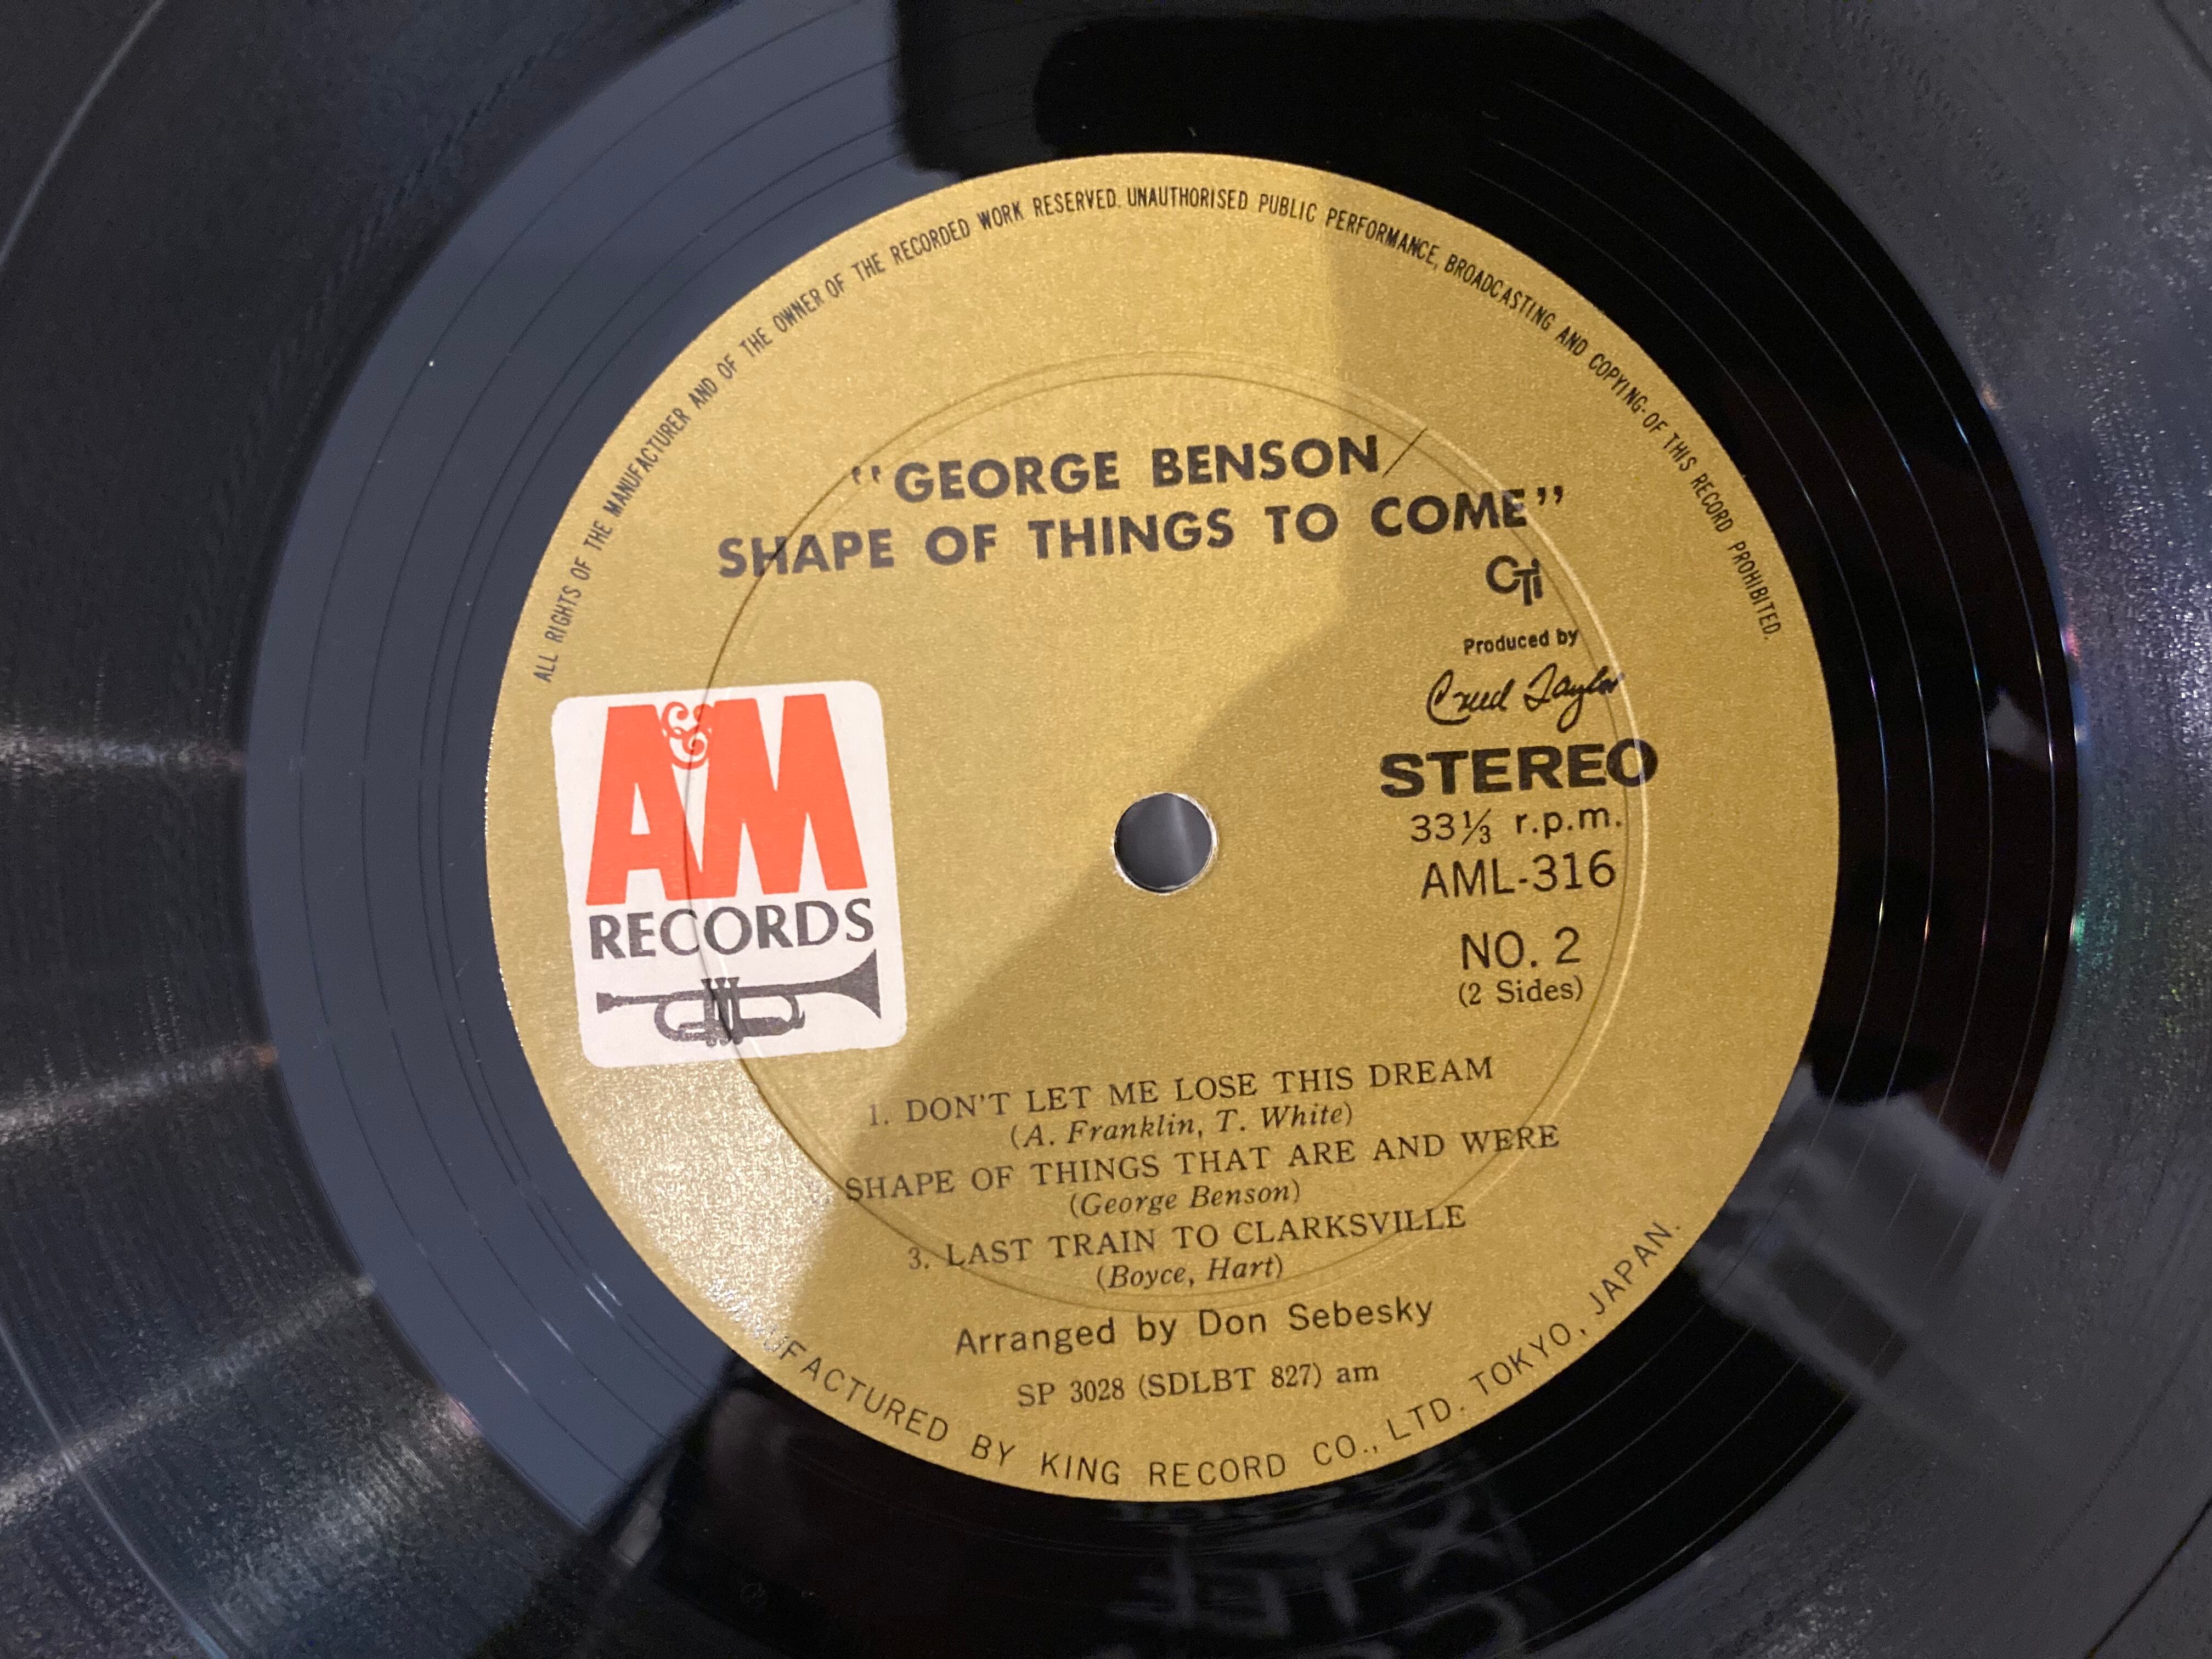 ALL RIGHTS OF THE MANUFACTURER AND OF THE OWNER OF THE RECORDED WORK RESERVED. UNAUTHORISED PUBLIC PERFORMANCE, BROADCASTING AND COPYING OF THIS RECORD PROHIBITED.
“GEORGE BENSON/
SHAPE OF THINGS TO COME”
CTi
Produced by
Creed Taylor
STEREO
33⅓ r.p.m.
AML-316
NO. 2
(2 Sides)
A&M
RECORDS
1. DON'T LET ME LOSE THIS DREAM
(A. Franklin, T. White)
SHAPE OF THINGS THAT ARE AND WERE
(George Benson)
3. LAST TRAIN TO CLARKSVILLE
(Boyce, Hart)
Arranged by Don Sebesky
SP 3028 (SDLBT 827) am
UFACTURED BY KING RECORD CO., LTD. TOKYO, JAPAN.